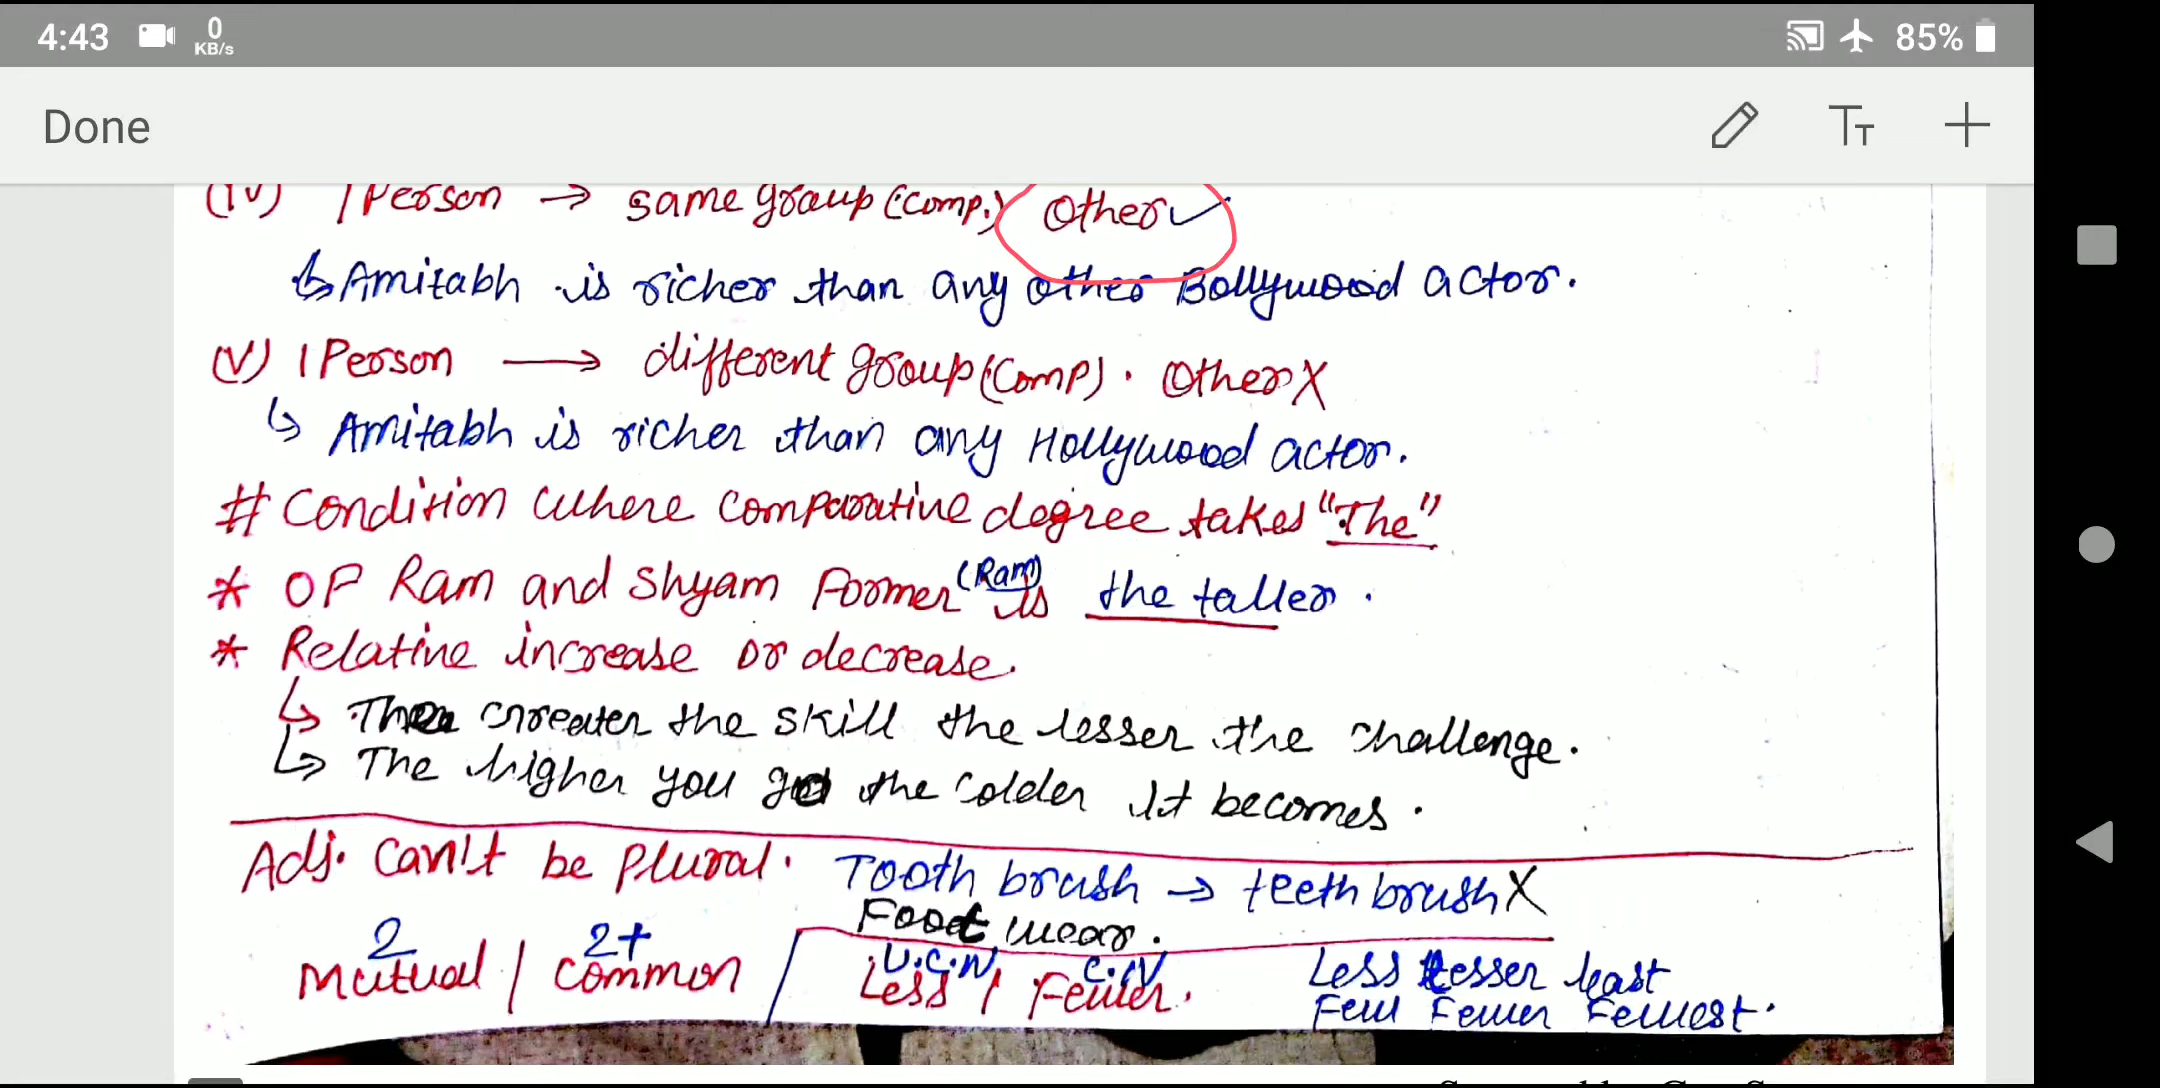 4:43 0 KB/s 85%
Done TT
(iv) 1 Person → same group (comp.) Other✓
↳ Amitabh is richer than any other Bollywood actor.
(v) 1 Person → different group (comp). Other X
↳ Amitabh is richer than any Hollywood actor.
# Condition where comparative degree takes "The"
* OF Ram and Shyam Former (Ram) is the taller.
* Relative increase or decrease.
↳ The Greater the skill the lesser the challenge.
↳ The higher you go the colder It becomes.
Adj. Can't be Plural. Tooth brush → teeth brush X
Foot wear.
2 2+ U.C.N C.N
Mutual / Common / Less / Fewer. Less lesser least
Few Fewer Fewest.